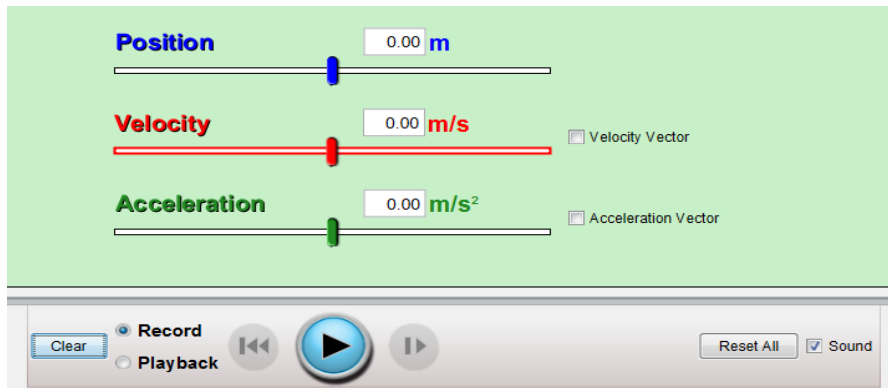 Position 0.00 m
Velocity 0.00 m/s
Velocity Vector
Acceleration 0.00 m/s²
Acceleration Vector
Clear
Record
Playback
Reset All
Sound